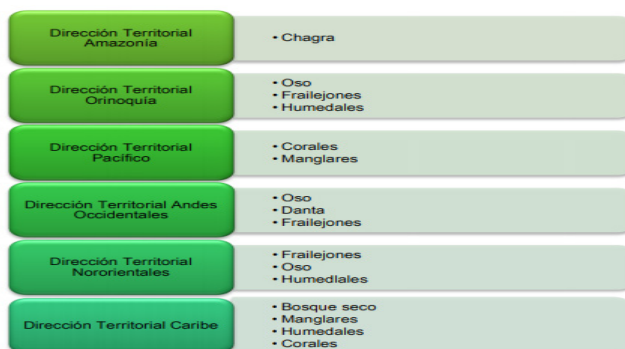 Dirección Territorial
Amazonía
• Chagra
Dirección Territorial
Orinoquía
• Oso
• Frailejones
• Humedales
Dirección Territorial
Pacífico
• Corales
• Manglares
Dirección Territorial Andes
Occidentales
• Oso
• Danta
• Frailejones
Dirección Territorial
Nororientales
• Frailejones
• Oso
• Humedlales
Dirección Territorial Caribe
• Bosque seco
• Manglares
• Humedales
• Corales